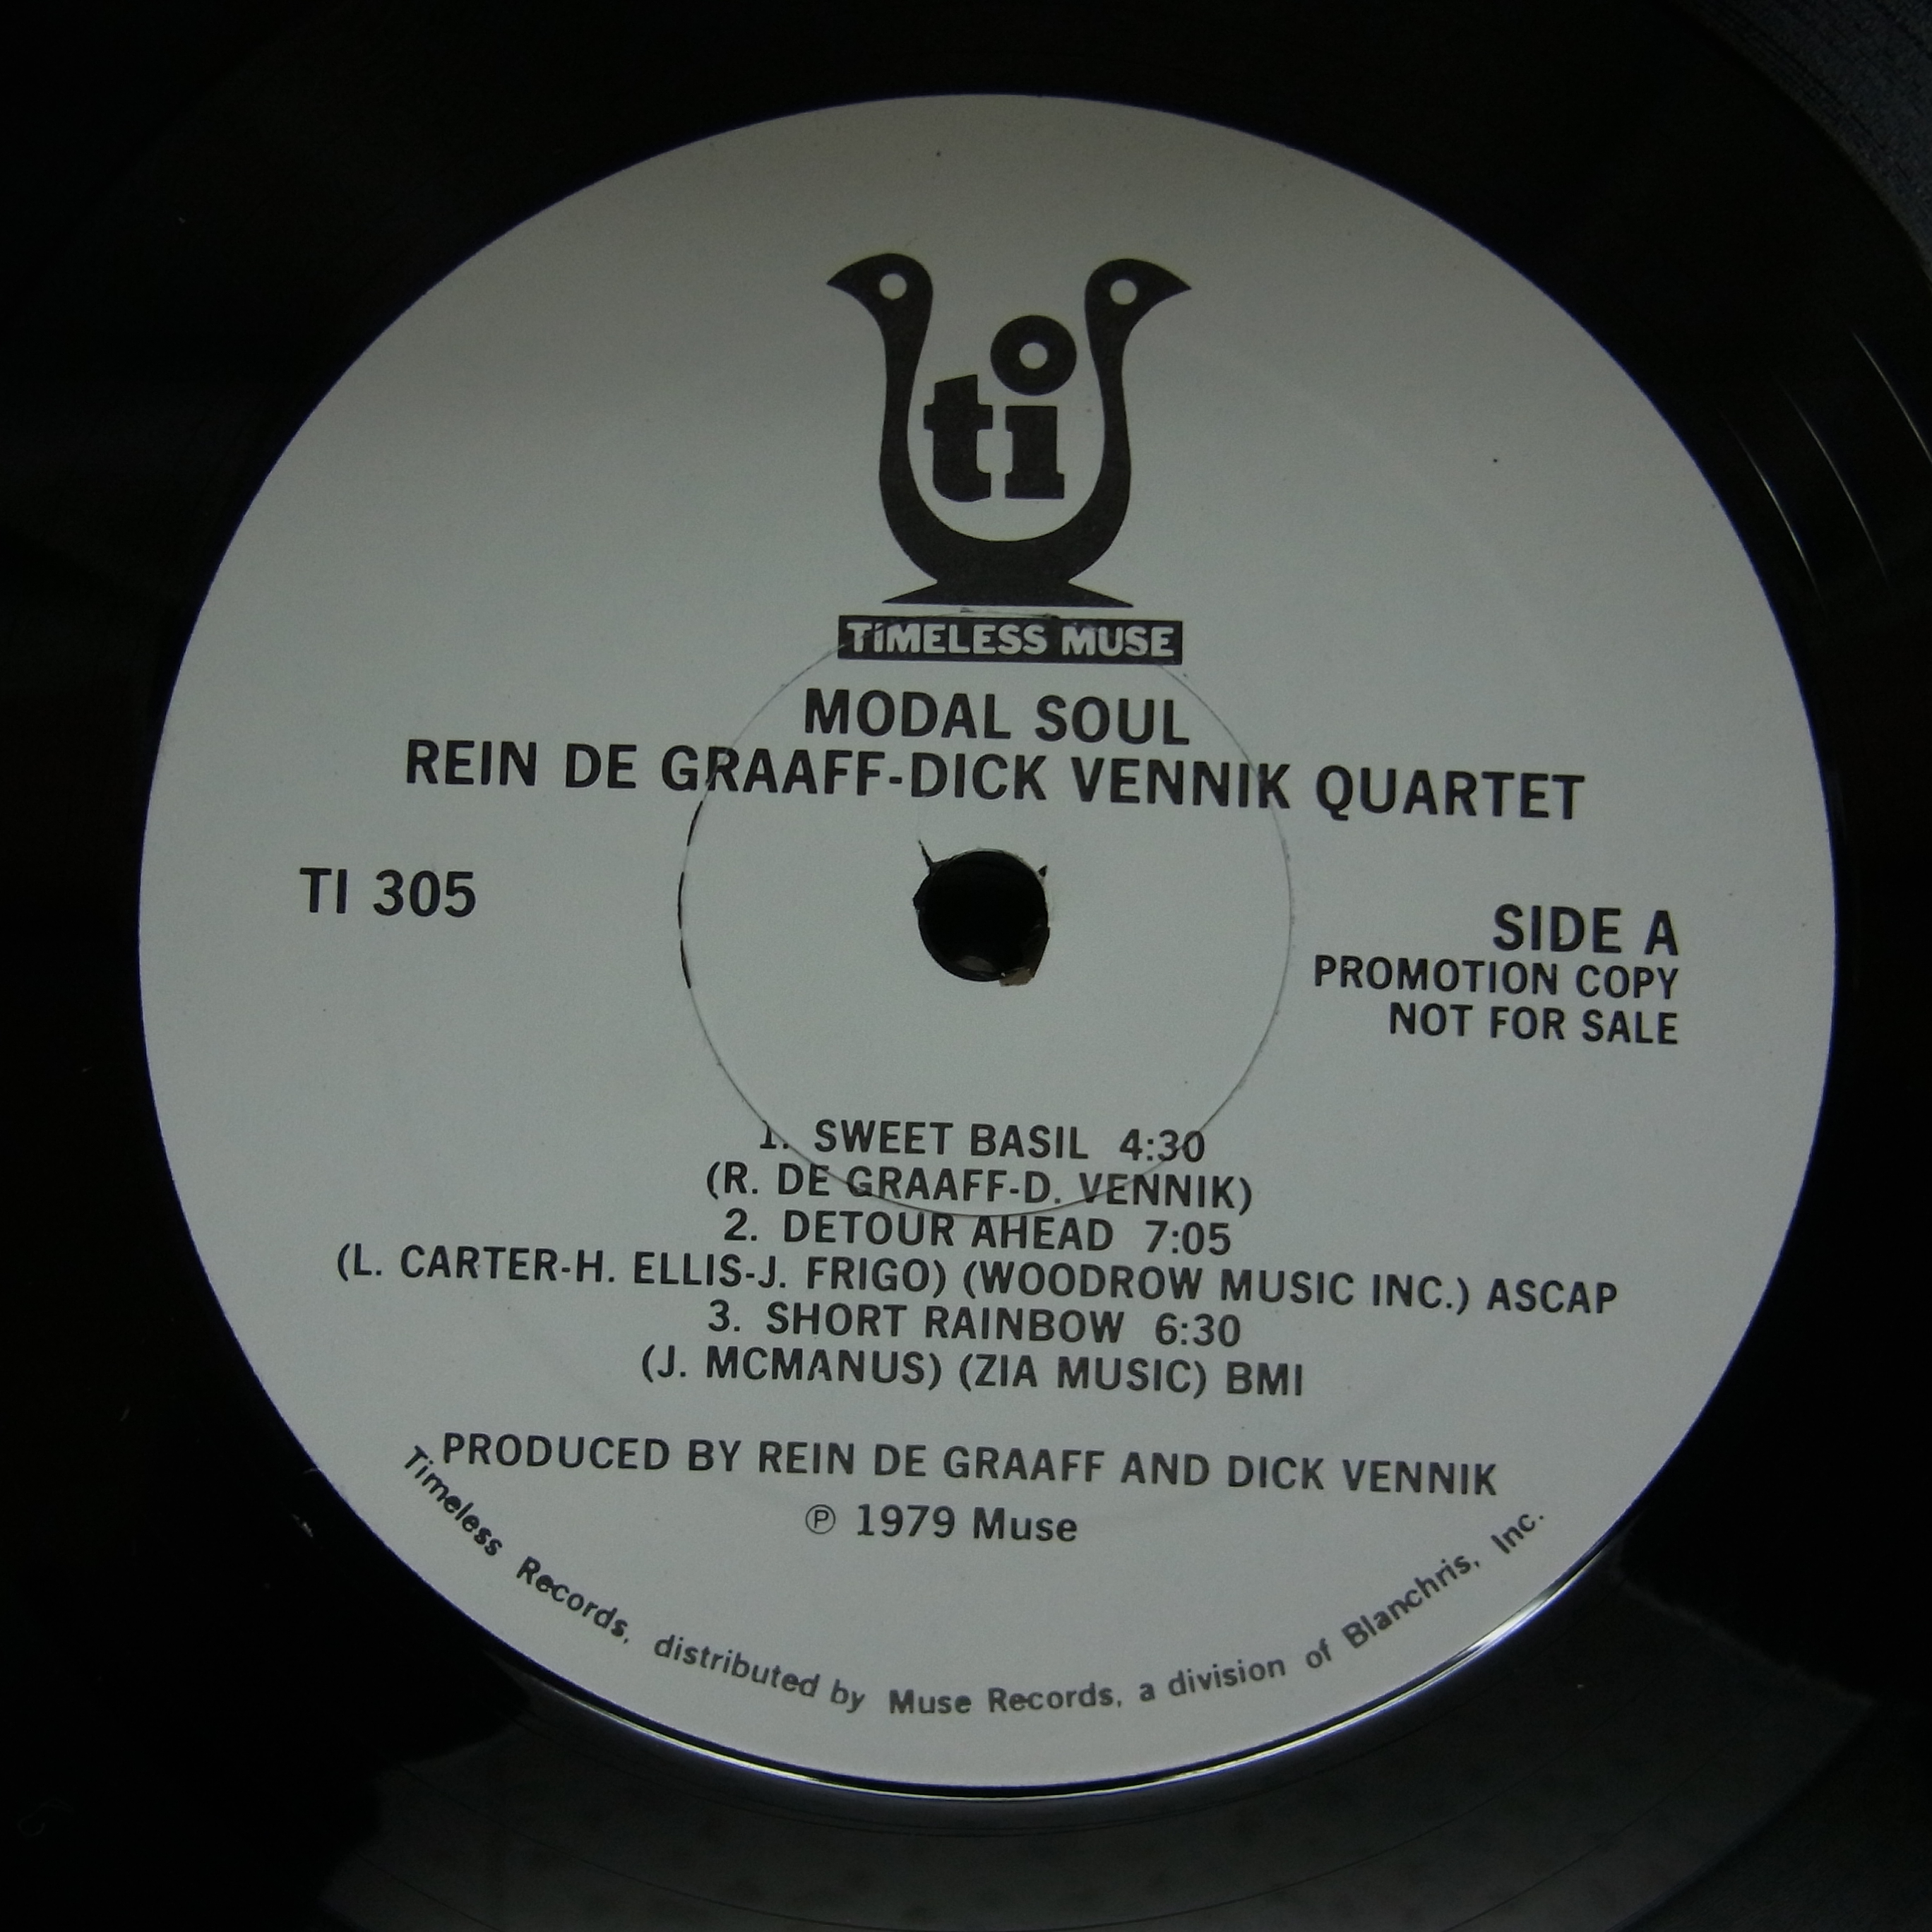 ti
TIMELESS MUSE
MODAL SOUL
REIN DE GRAAFF-DICK VENNIK QUARTET
TI 305
SIDE A
PROMOTION COPY
NOT FOR SALE
1. SWEET BASIL 4:30
(R. DE GRAAFF-D. VENNIK)
2. DETOUR AHEAD 7:05
(L. CARTER-H. ELLIS-J. FRIGO) (WOODROW MUSIC INC.) ASCAP
3. SHORT RAINBOW 6:30
(J. MCMANUS) (ZIA MUSIC) BMI
PRODUCED BY REIN DE GRAAFF AND DICK VENNIK
℗ 1979 Muse
Timeless Records, distributed by Muse Records, a division of Blanchris, Inc.